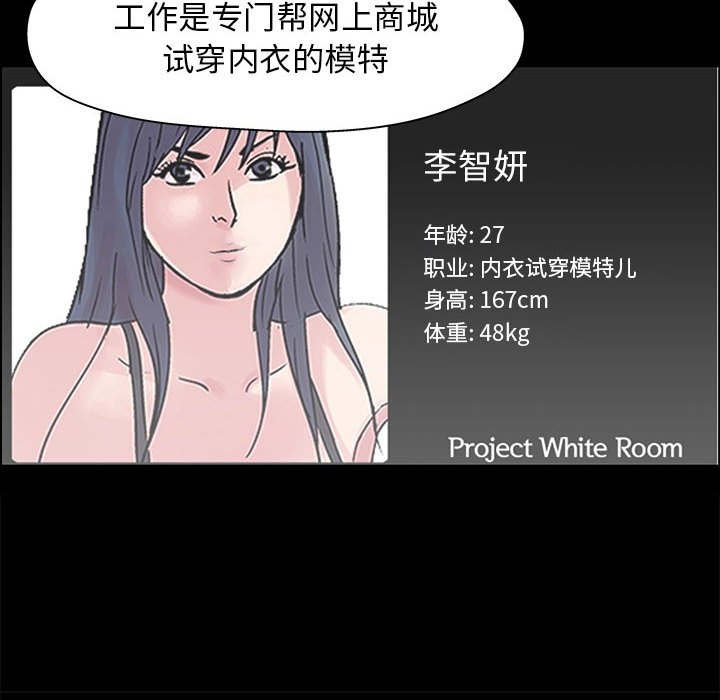 工作是专门帮网上商城
试穿内衣的模特
李智妍
年龄: 27
职业: 内衣试穿模特儿
身高: 167cm
体重: 48kg
Project White Room